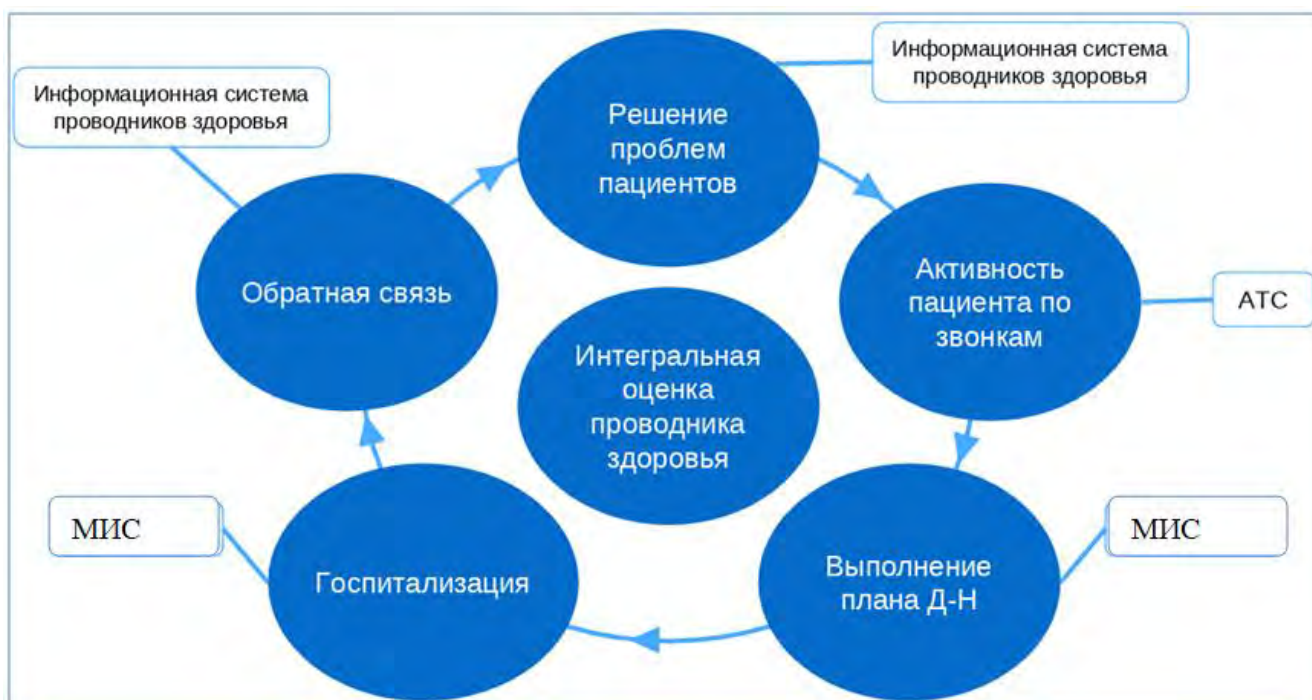 Информационная система
проводников здоровья
Решение
проблем
пациентов
Информационная система
проводников здоровья
Обратная связь
Активность
пациента по
звонкам
АТС
Интегральная
оценка
проводника
здоровья
МИС
Госпитализация
Выполнение
плана Д-Н
МИС